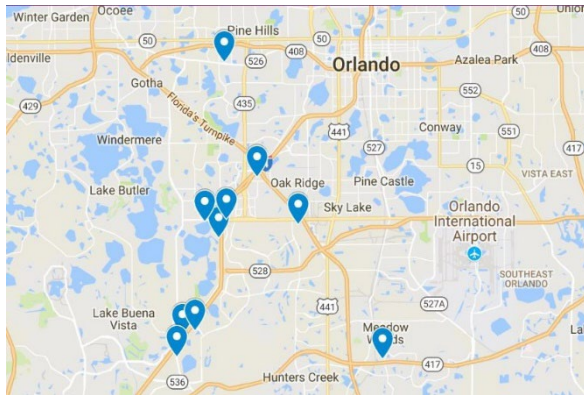 Winter Garden
Ocoee
Pine Hills
Union
50
50
408
526
Orlando
Azalea Park
408
Gotha
429
435
Florida's Turnpike
441
552
Windermere
527
Conway
551
417
15
VISTA EAST
Lake Butler
Oak Ridge
Pine Castle
Sky Lake
Orlando
International
Airport
528
SOUTHEAST
ORLANDO
Lake Buena
Vista
441
527A
Meadow
417
536
Hunters Creek